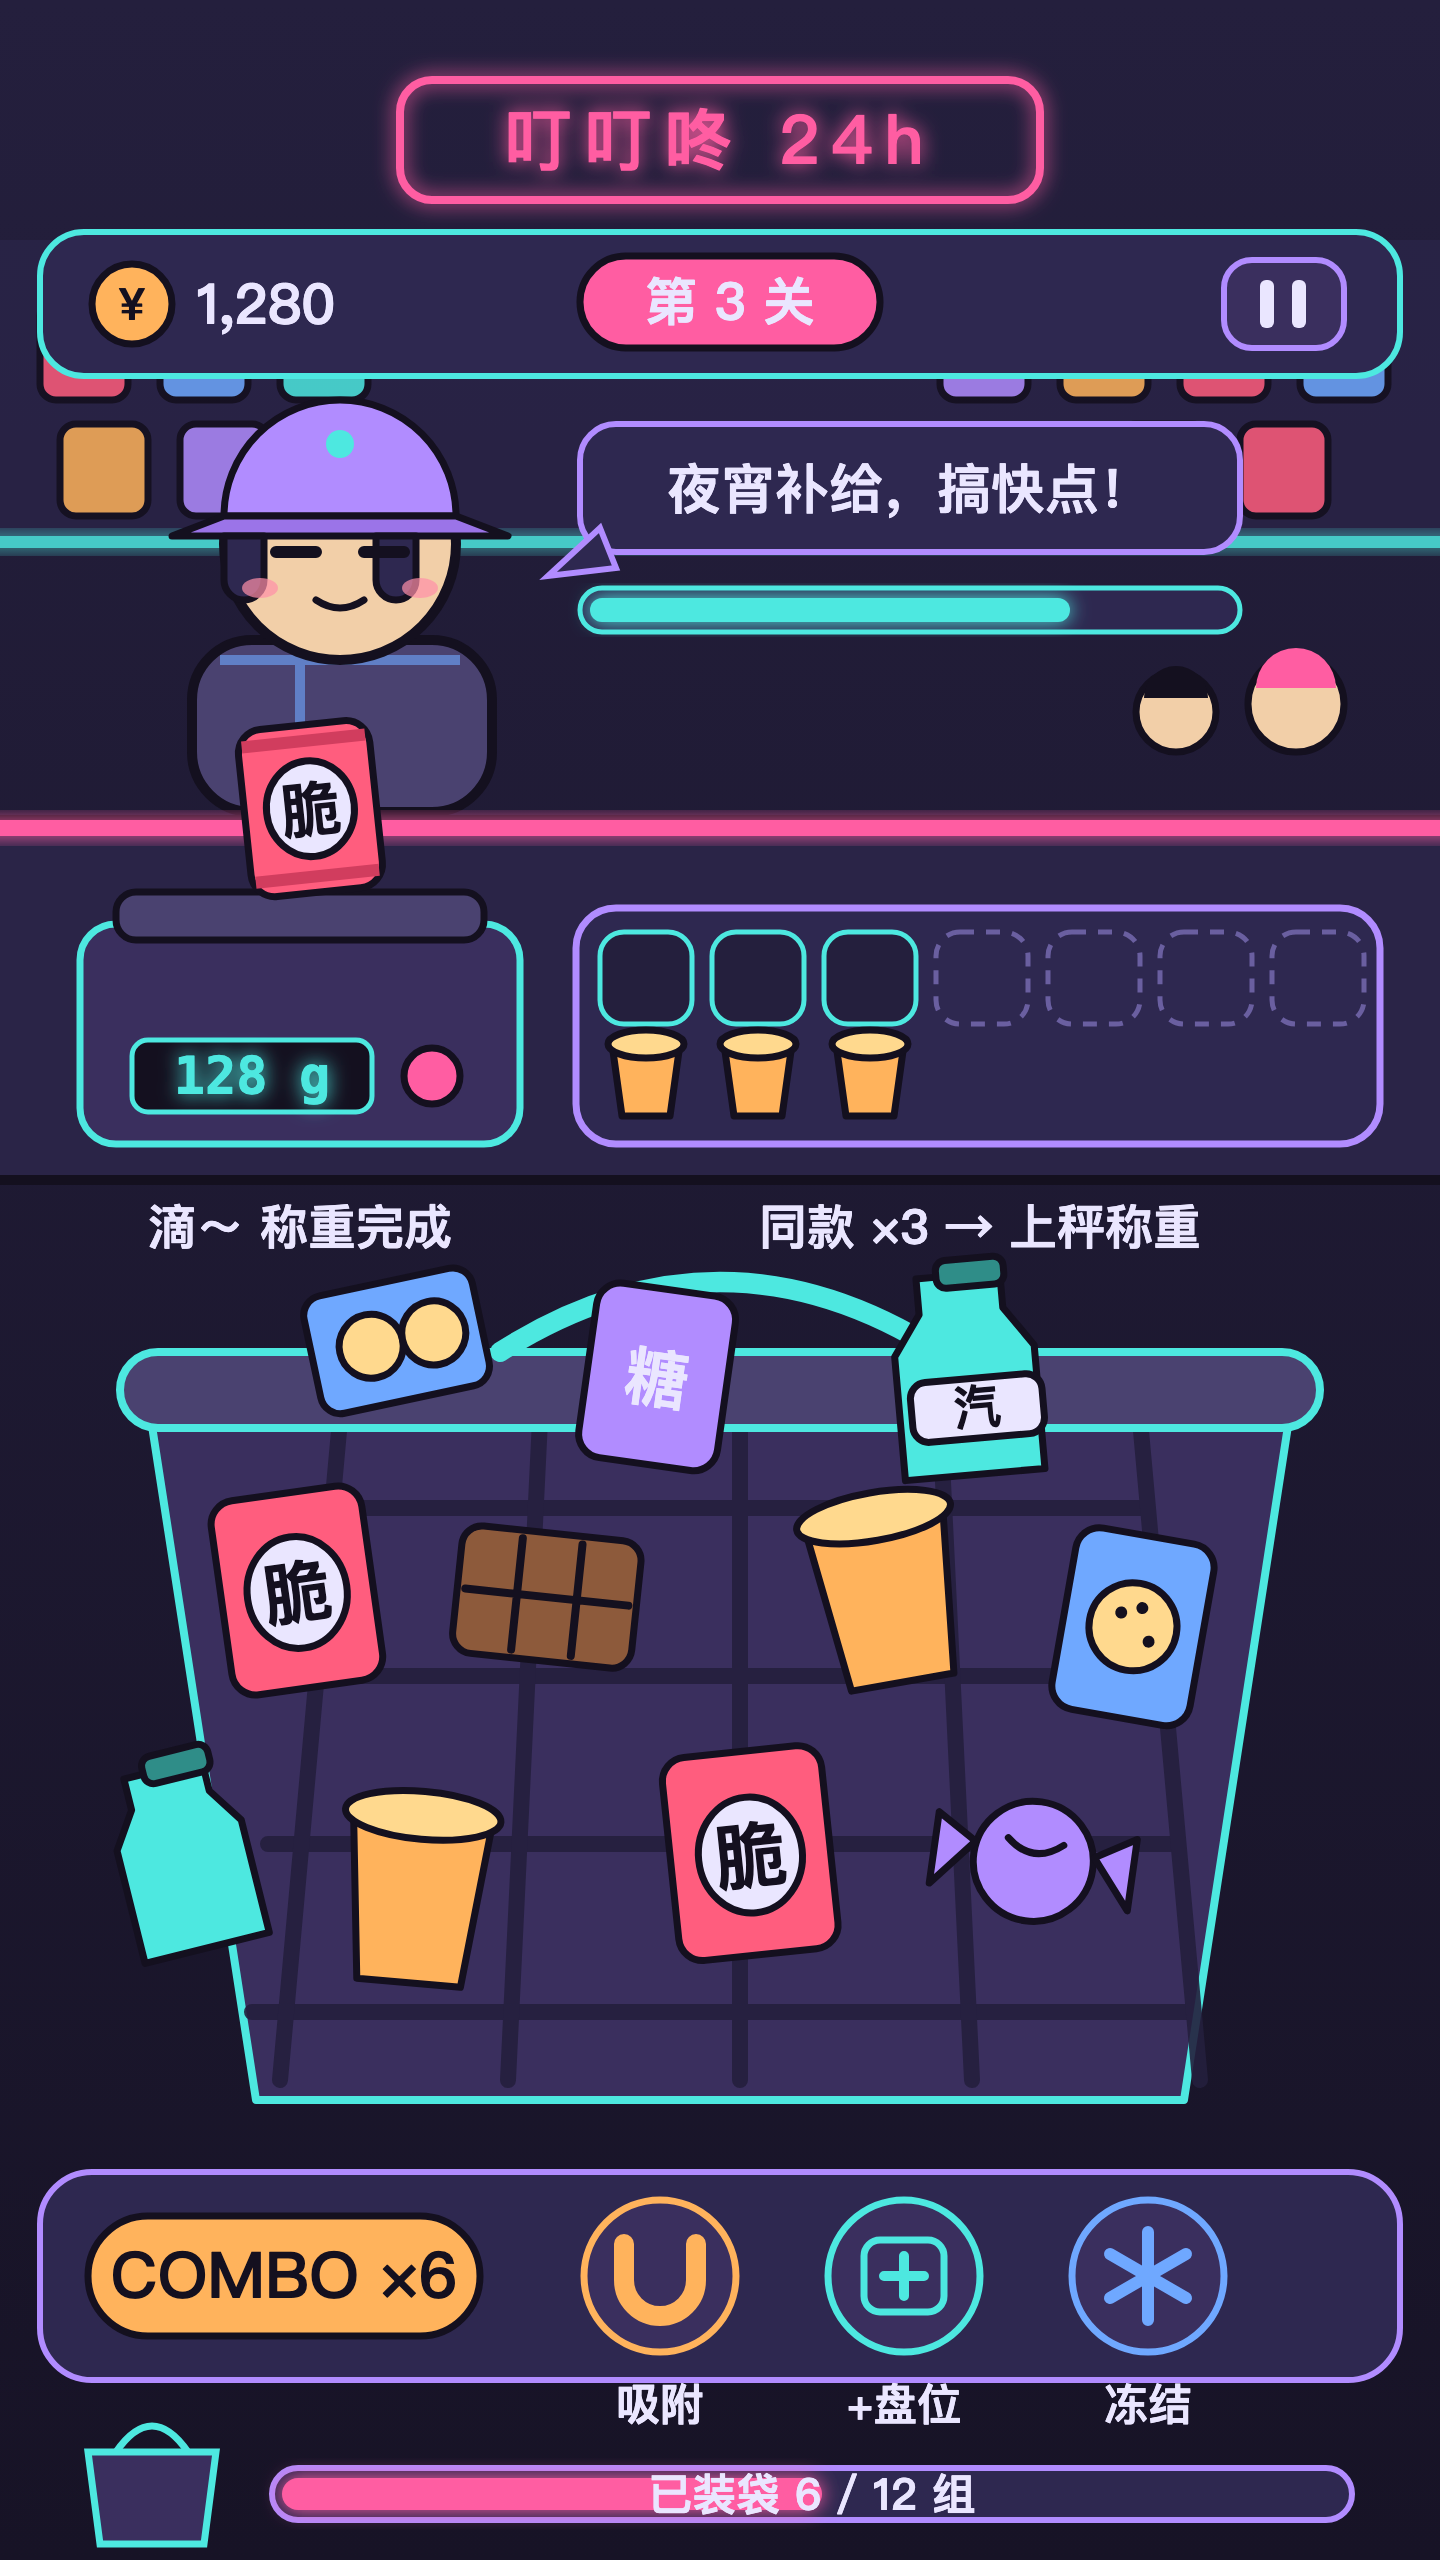 叮叮咚 24h
¥ 1,280
第 3 关
夜宵补给，搞快点！
脆
128 g
滴～ 称重完成
同款 ×3 → 上秤称重
糖
汽
脆
脆
COMBO ×6
吸附
+盘位
冻结
已装袋 6 / 12 组